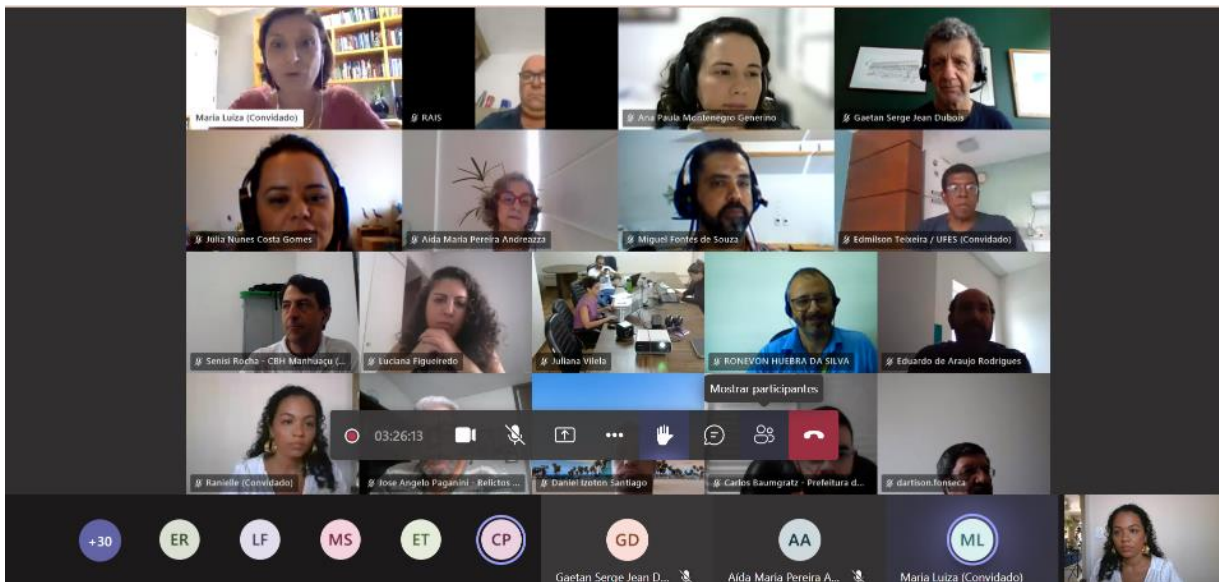 Maria Luiza (Convidado)
RAIS
Ana Paula Montenegro Generino
Gaetan Serge Jean Dubois
Julia Nunes Costa Gomes
Aída Maria Pereira Andreazza
Miguel Fontes de Souza
Edmilson Teixeira / UFES (Convidado)
Senisi Rocha - CBH Manhuaçu (...
Luciana Figueiredo
Juliana Vilela
RONEVON HUEBRA DA SILVA
Eduardo de Araujo Rodrigues
Mostrar participantes
03:26:13
Ranielle (Convidado)
Jose Angelo Paganini - Relictos ...
Daniel Izoton Santiago
Carlos Baumgratz - Prefeitura d...
dartison.fonseca
+30
ER
LF
MS
ET
CP
GD
AA
ML
Gaetan Serge Jean D...
Aída Maria Pereira A...
Maria Luiza (Convidado)